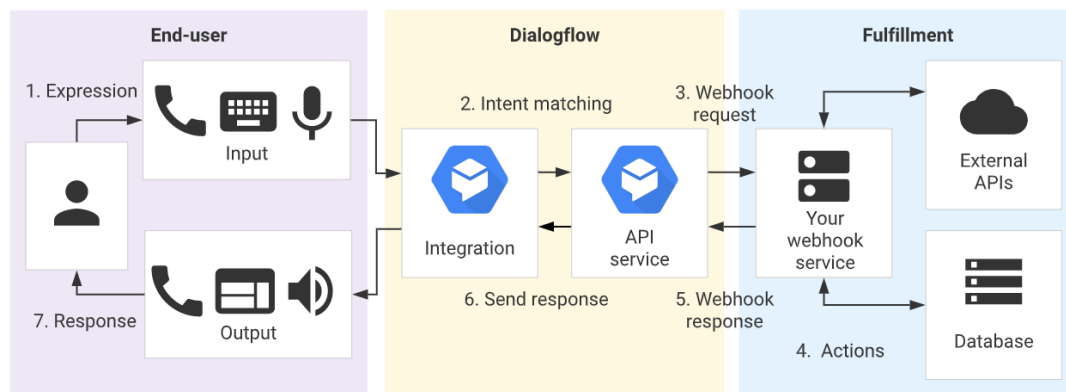 End-user
Dialogflow
Fulfillment
1. Expression
Input
2. Intent matching
3. Webhook
request
External
APIs
Integration
API
service
Your
webhook
service
Output
7. Response
6. Send response
5. Webhook
response
4. Actions
Database